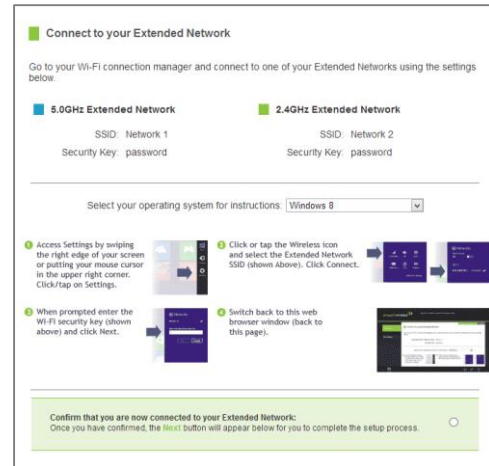 Connect to your Extended Network
Go to your Wi-Fi connection manager and connect to one of your Extended Networks using the settings
below.
5.0GHz Extended Network
SSID: Network 1
Security Key: password
2.4GHz Extended Network
SSID: Network 2
Security Key: password
Select your operating system for instructions: Windows 8
1 Access Settings by swiping
the right edge of your screen
or putting your mouse cursor
in the upper right corner.
Click/tap on Settings.
2 Click or tap the Wireless icon
and select the Extended Network
SSID (shown Above). Click Connect.
3 When prompted enter the
Wi-Fi security key (shown
above) and click Next.
4 Switch back to this web
browser window (back to
this page).
Confirm that you are now connected to your Extended Network:
Once you have confirmed, the Next button will appear below for you to complete the setup process.